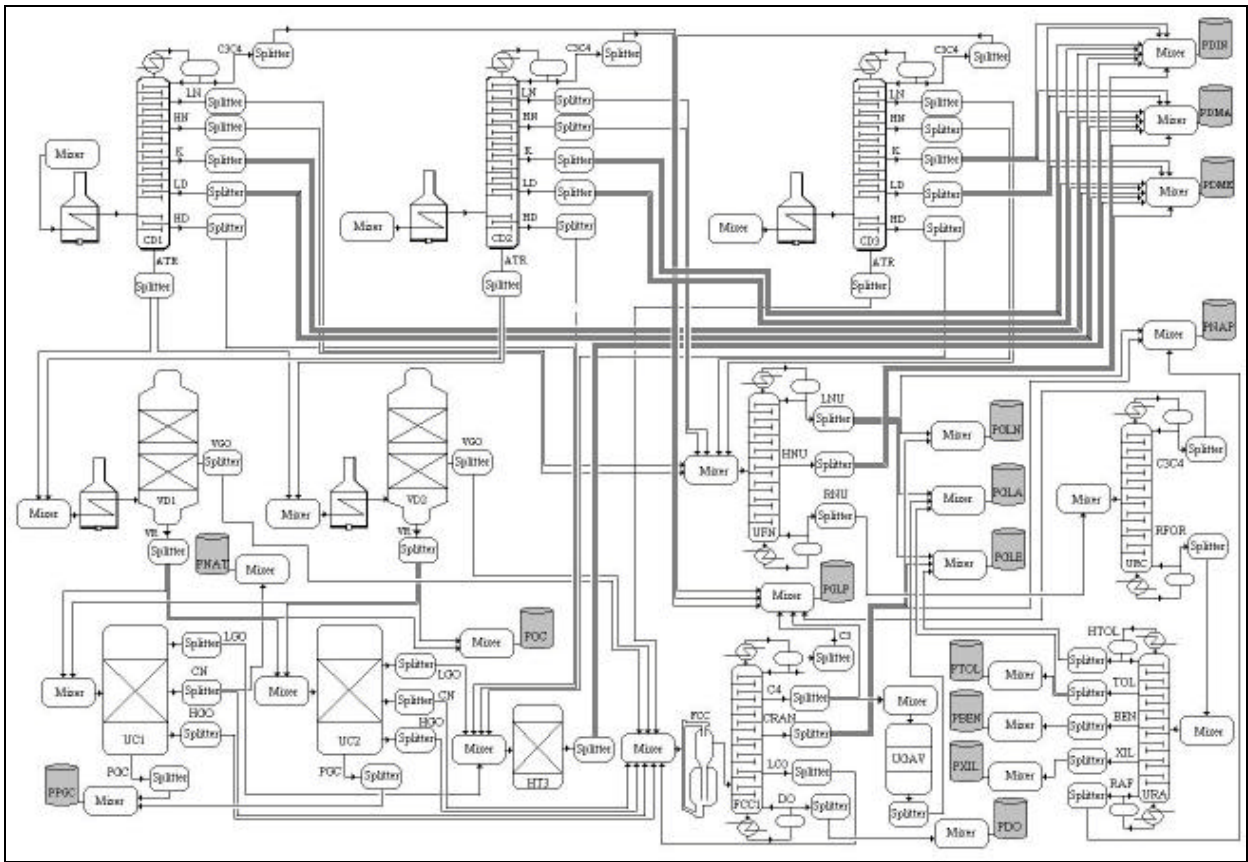 C3C4
Splitter
C3C4
Splitter
C3C4
Splitter
Mixer
PDIN
LN
Splitter
LN
Splitter
LN
Splitter
HN
Splitter
HN
Splitter
HN
Splitter
Mixer
PDMA
Mixer
K
Splitter
K
Splitter
K
Splitter
LD
Splitter
LD
Splitter
LD
Splitter
Mixer
PDME
HD
Splitter
Mixer
HD
Splitter
Mixer
HD
Splitter
CD1
CD2
CD3
ATR
ATR
ATR
Splitter
Splitter
Splitter
Mixer
PNAP
LNU
Splitter
Mixer
POLN
VGO
Splitter
VGO
Splitter
Mixer
HNU
Splitter
C3C4
Splitter
VD1
VD2
Mixer
PGLA
Mixer
Mixer
Mixer
RNU
Splitter
VR
Splitter
VR
Splitter
UFN
RFOR
Splitter
PNAT
Mixer
Mixer
PGLE
URC
Mixer
PGLP
Mixer
POC
LGO
Splitter
C3
Splitter
HTOL
Splitter
PTOL
Mixer
Mixer
CN
Splitter
Mixer
Splitter
LGO
C4
Splitter
Mixer
TOL
Splitter
CN
Splitter
HGO
Splitter
HGO
Splitter
FCC
CRAN
Splitter
PBEN
Mixer
BEN
Splitter
Mixer
UC1
UC2
Mixer
Splitter
Mixer
UGAV
PXIL
Mixer
XIL
Splitter
PGC
Splitter
PGC
Splitter
HT3
LCO
Splitter
RAF
Splitter
URA
PPGC
Mixer
FCC1
DO
Splitter
Splitter
Mixer
PDO